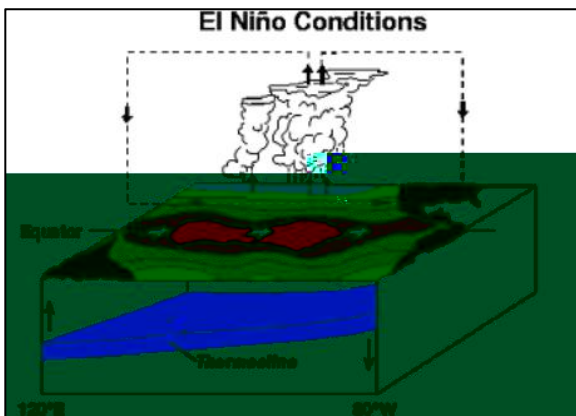 El Niño Conditions
Equator
Thermocline
120°E
80°W